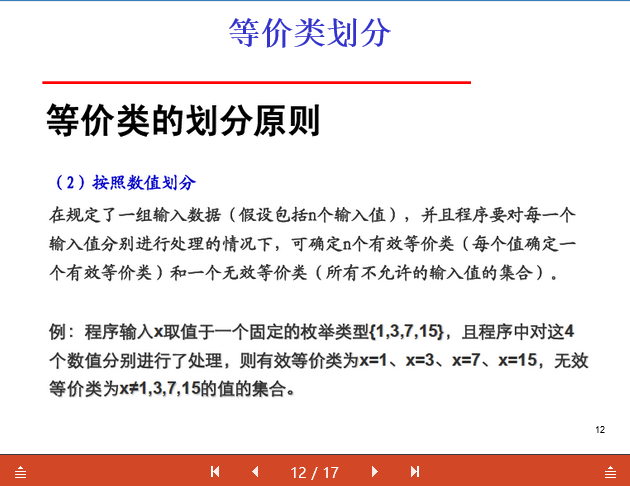 等价类划分
等价类的划分原则
（2）按照数值划分
在规定了一组输入数据（假设包括n个输入值），并且程序要对每一个
输入值分别进行处理的情况下，可确定n个有效等价类（每个值确定一
个有效等价类）和一个无效等价类（所有不允许的输入值的集合）。
例：程序输入x取值于一个固定的枚举类型{1,3,7,15}，且程序中对这4
个数值分别进行了处理，则有效等价类为x=1、x=3、x=7、x=15，无效
等价类为x≠1,3,7,15的值的集合。
12
12 / 17